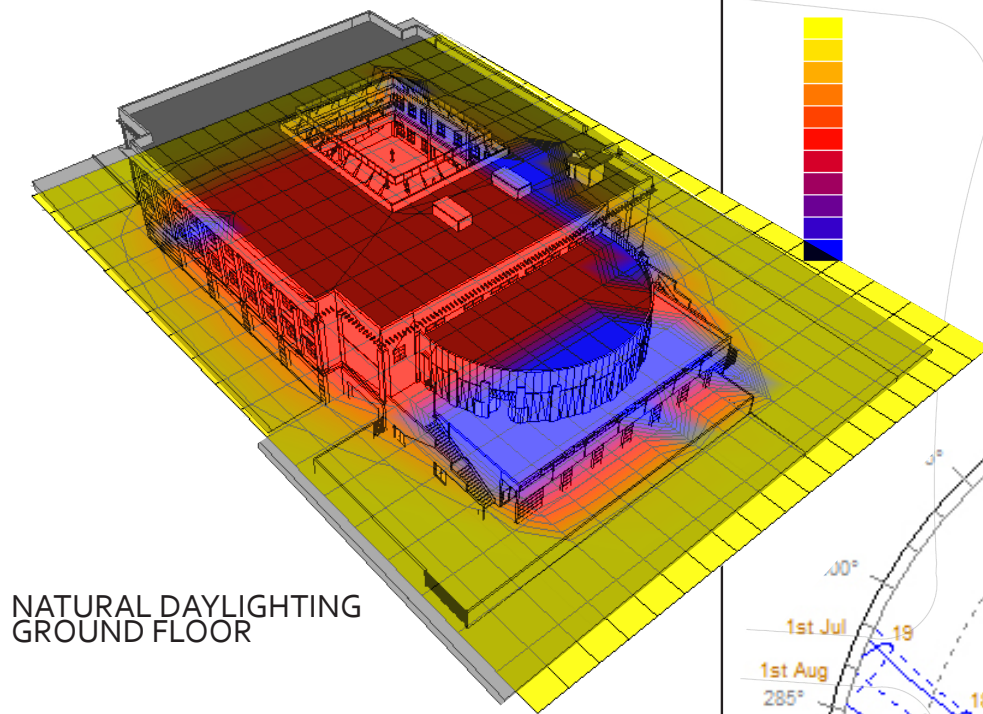 NATURAL DAYLIGHTING
GROUND FLOOR
1st Jul
19
1st Aug
285°